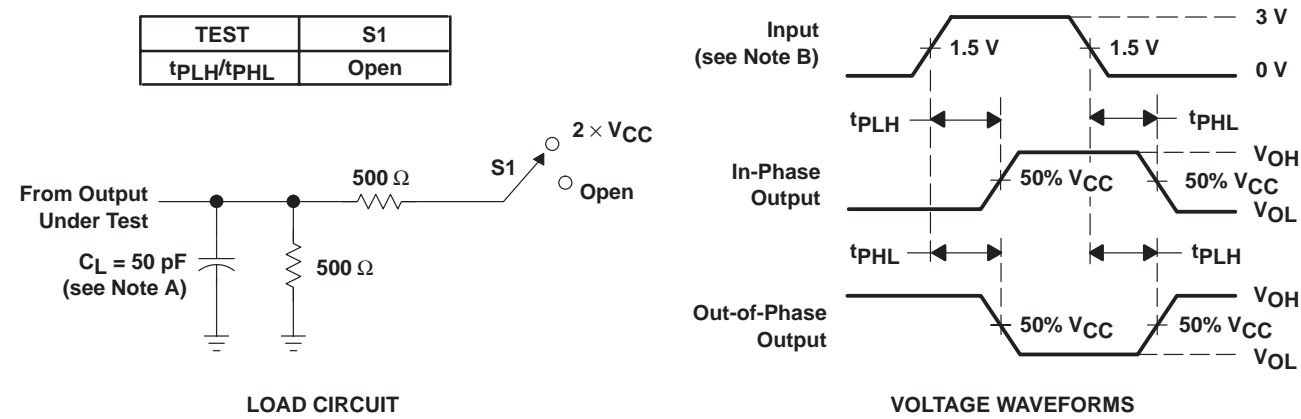 TEST S1
tPLH/tPHL Open
2 × VCC
S1
Open
500 Ω
From Output
Under Test
CL = 50 pF
(see Note A)
500 Ω
LOAD CIRCUIT
Input
(see Note B)
1.5 V
1.5 V
3 V
0 V
tPLH
tPHL
In-Phase
Output
50% VCC
50% VCC
VOH
VOL
tPHL
tPLH
Out-of-Phase
Output
50% VCC
50% VCC
VOH
VOL
VOLTAGE WAVEFORMS